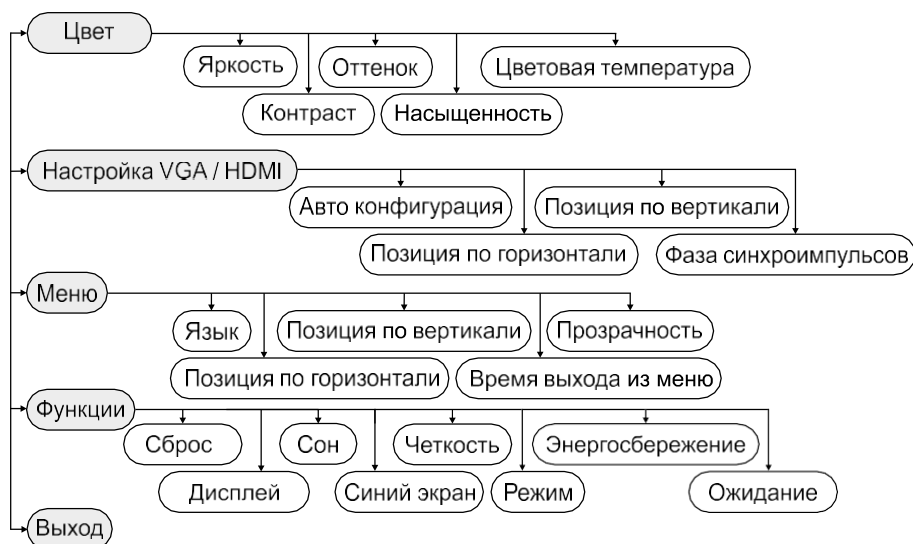 Цвет
Яркость
Оттенок
Цветовая температура
Контраст
Насыщенность
Настройка VGA / HDMI
Авто конфигурация
Позиция по вертикали
Позиция по горизонтали
Фаза синхроимпульсов
Меню
Язык
Позиция по вертикали
Прозрачность
Позиция по горизонтали
Время выхода из меню
Функции
Сброс
Сон
Четкость
Энергосбережение
Дисплей
Синий экран
Режим
Ожидание
Выход